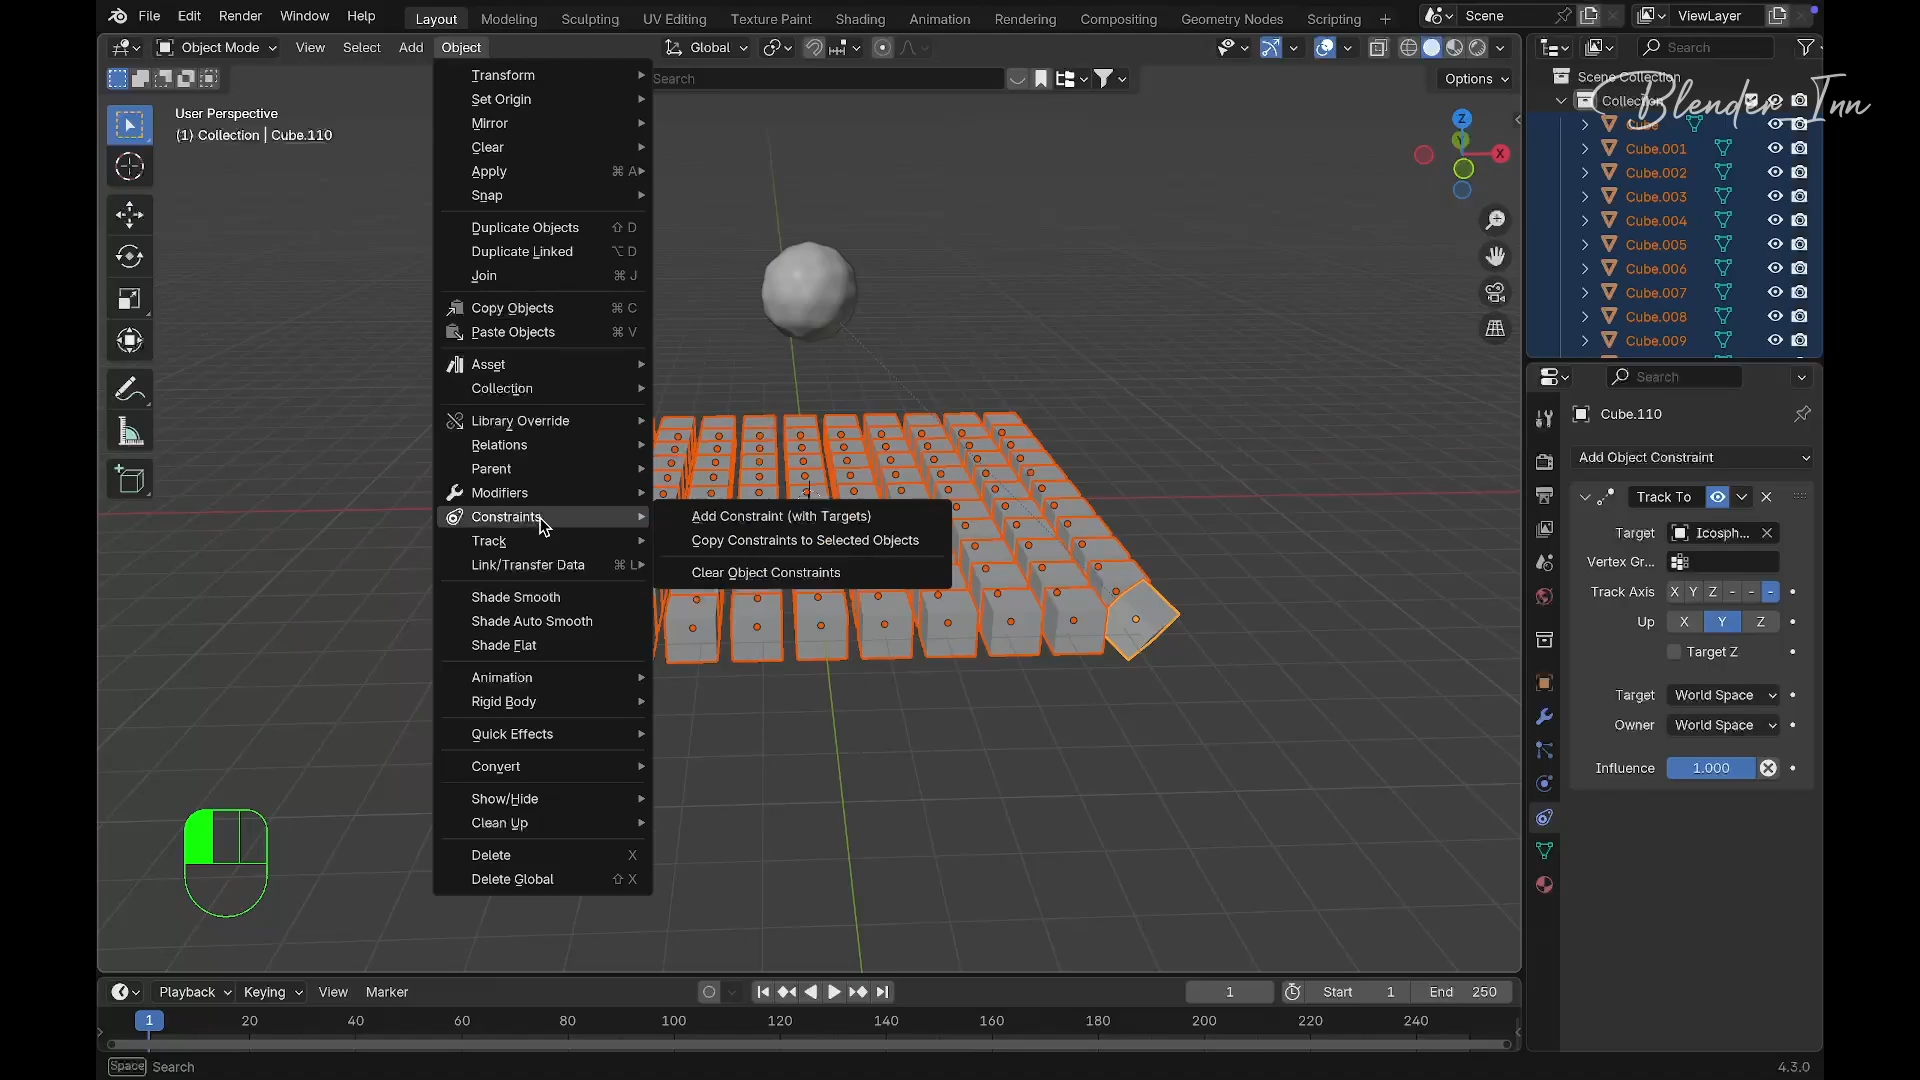 File Edit Render Window Help Layout Modeling Sculpting UV Editing Texture Paint Shading Animation Rendering Compositing Geometry Nodes Scripting + Scene ViewLayer
Object Mode View Select Add Object Global Search
Search Options
User Perspective
(1) Collection | Cube.110
Transform
Set Origin
Mirror
Clear
Apply ⌘ A
Snap
Duplicate Objects ⇧ D
Duplicate Linked ⌥ D
Join ⌘ J
Copy Objects ⌘ C
Paste Objects ⌘ V
Asset
Collection
Library Override
Relations
Parent
Modifiers
Constraints
Track
Link/Transfer Data ⌘ L
Shade Smooth
Shade Auto Smooth
Shade Flat
Animation
Rigid Body
Quick Effects
Convert
Show/Hide
Clean Up
Delete X
Delete Global ⇧ X
Add Constraint (with Targets)
Copy Constraints to Selected Objects
Clear Object Constraints
Z
Y
X
Scene Collection
Collection
Blender Inn
Cube
Cube.001
Cube.002
Cube.003
Cube.004
Cube.005
Cube.006
Cube.007
Cube.008
Cube.009
Search
Cube.110
Add Object Constraint
Track To
Target Icosph...
Vertex Gr...
Track Axis X Y Z - - -
Up X Y Z
Target Z
Target World Space
Owner World Space
Influence 1.000
Playback Keying View Marker 1 Start 1 End 250
1 20 40 60 80 100 120 140 160 180 200 220 240
Space Search 4.3.0